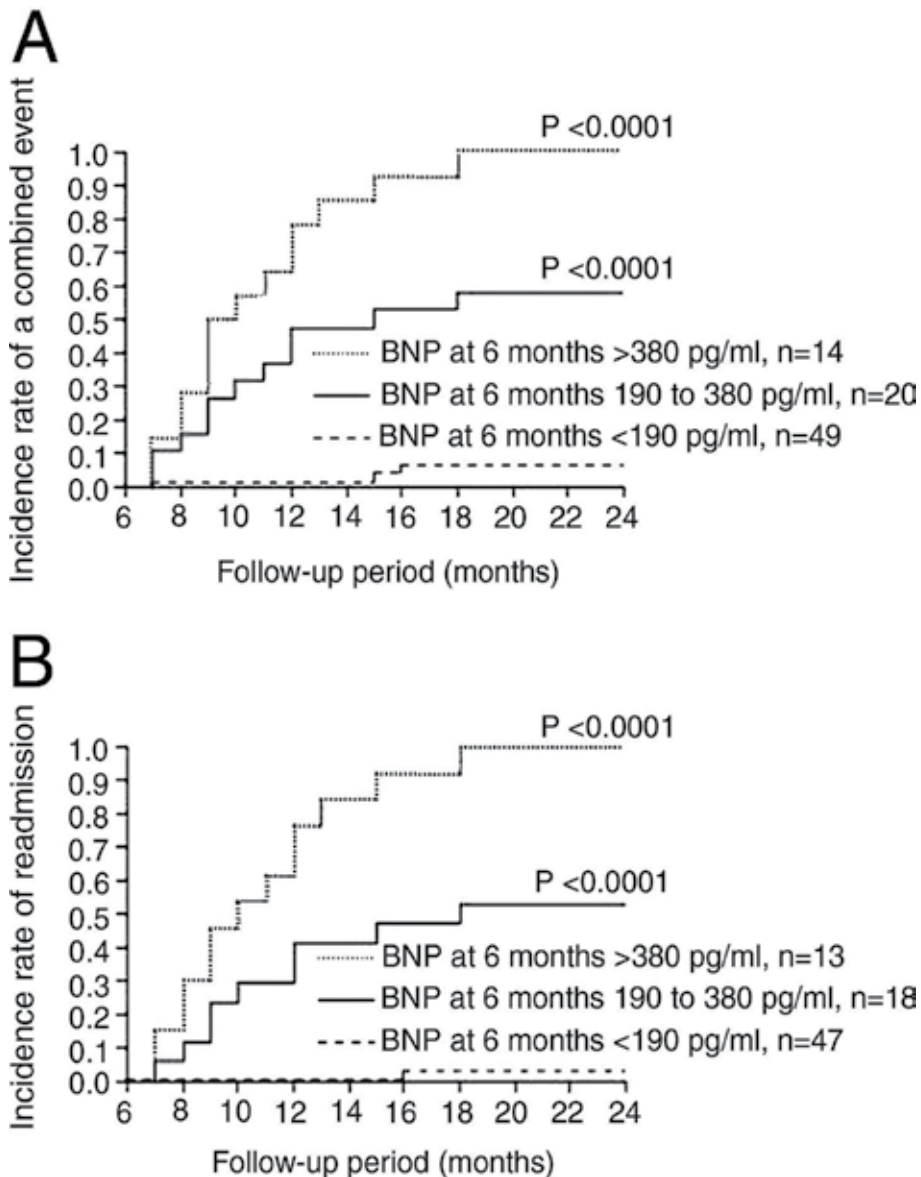 A
Incidence rate of a combined event
P <0.0001
1.0
0.9
0.8
0.7
0.6
0.5
0.4
0.3
0.2
0.1
0.0
P <0.0001
BNP at 6 months >380 pg/ml, n=14
BNP at 6 months 190 to 380 pg/ml, n=20
BNP at 6 months <190 pg/ml, n=49
6 8 10 12 14 16 18 20 22 24
Follow-up period (months)
B
Incidence rate of readmission
P <0.0001
1.0
0.9
0.8
0.7
0.6
0.5
0.4
0.3
0.2
0.1
0.0
P <0.0001
BNP at 6 months >380 pg/ml, n=13
BNP at 6 months 190 to 380 pg/ml, n=18
BNP at 6 months <190 pg/ml, n=47
6 8 10 12 14 16 18 20 22 24
Follow-up period (months)